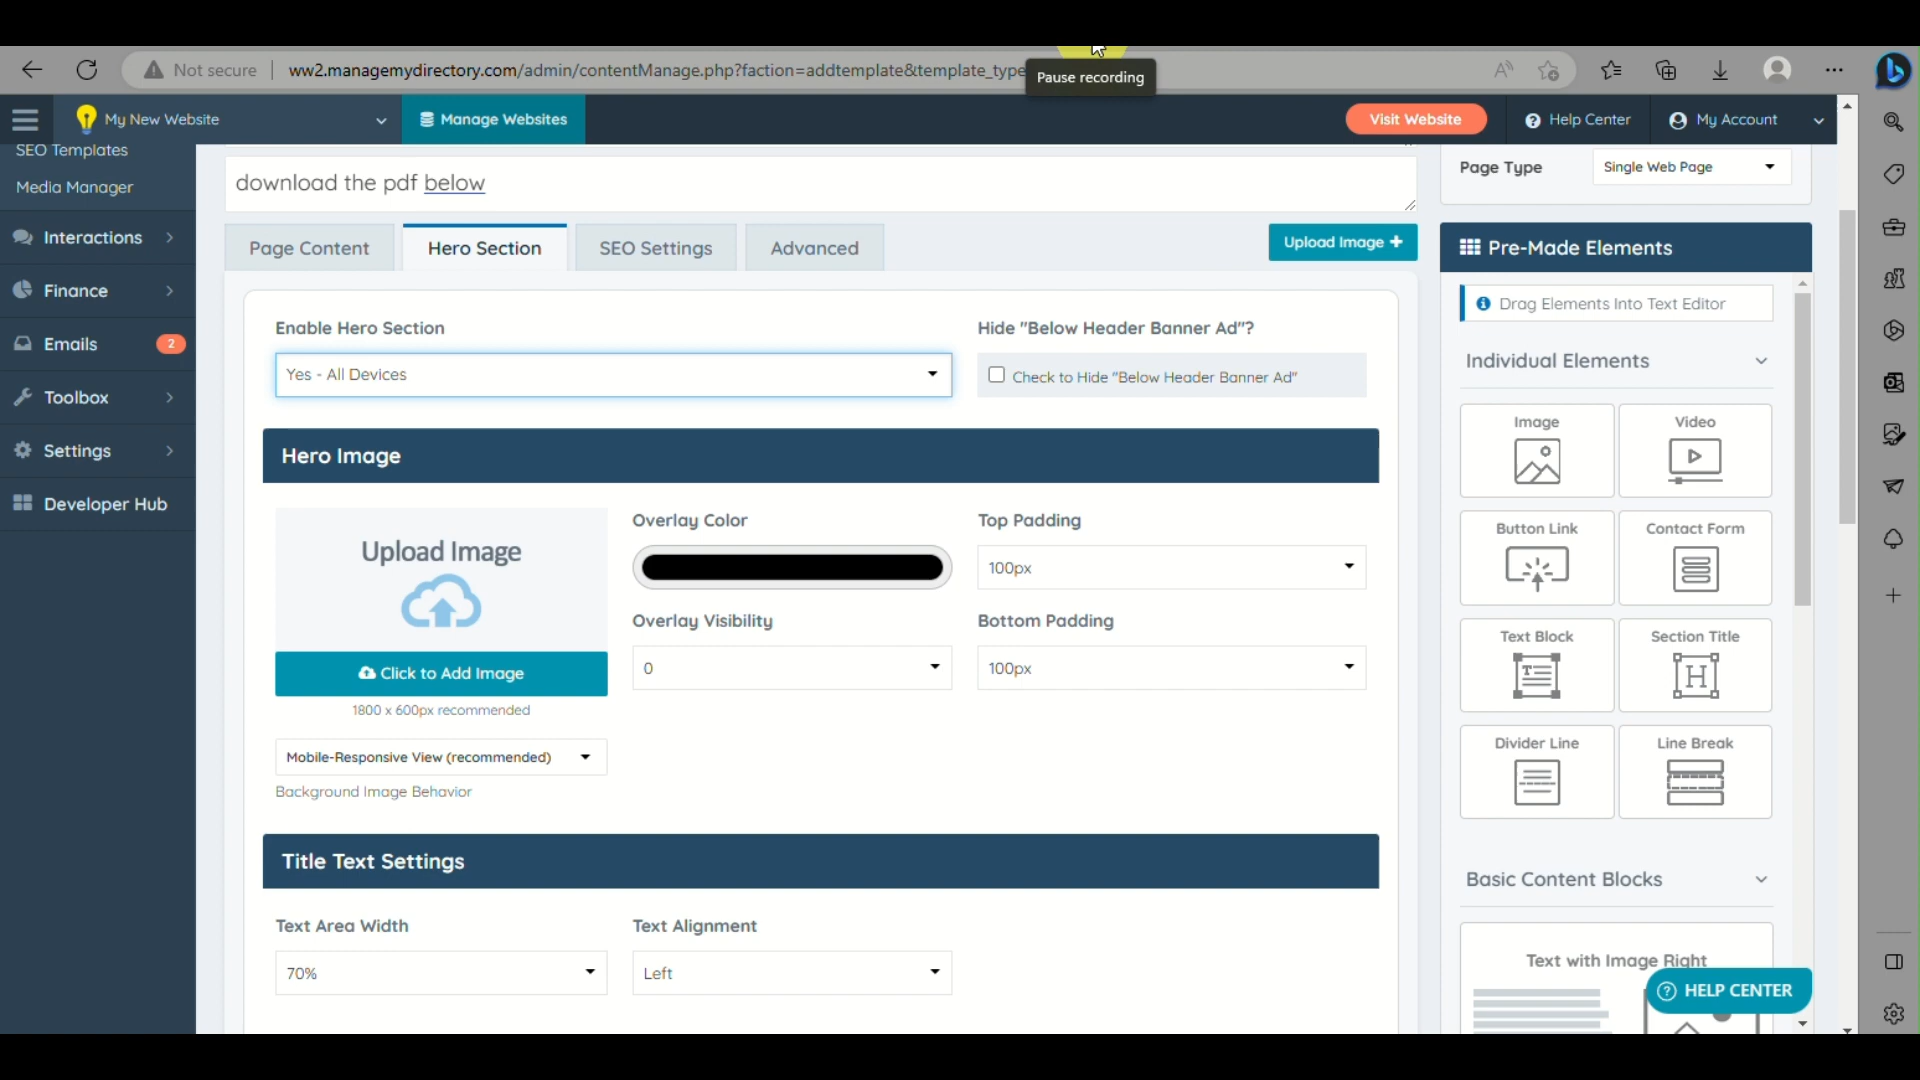 Not secure
ww2.managemydirectory.com/admin/contentManage.php?faction=addtemplate&template_type
Pause recording
My New Website
Manage Websites
Visit Website
Help Center
My Account
SEO Templates
Media Manager
Interactions
Finance
Emails
2
Toolbox
Settings
Developer Hub
download the pdf below
Page Content
Hero Section
SEO Settings
Advanced
Upload Image +
Enable Hero Section
Yes - All Devices
Hide "Below Header Banner Ad"?
Check to Hide "Below Header Banner Ad"
Hero Image
Upload Image
Click to Add Image
1800 x 600px recommended
Mobile-Responsive View (recommended)
Background Image Behavior
Overlay Color
Overlay Visibility
0
Top Padding
100px
Bottom Padding
100px
Title Text Settings
Text Area Width
70%
Text Alignment
Left
Page Type
Single Web Page
Pre-Made Elements
Drag Elements Into Text Editor
Individual Elements
Image
Video
Button Link
Contact Form
Text Block
Section Title
Divider Line
Line Break
Basic Content Blocks
Text with Image Right
HELP CENTER